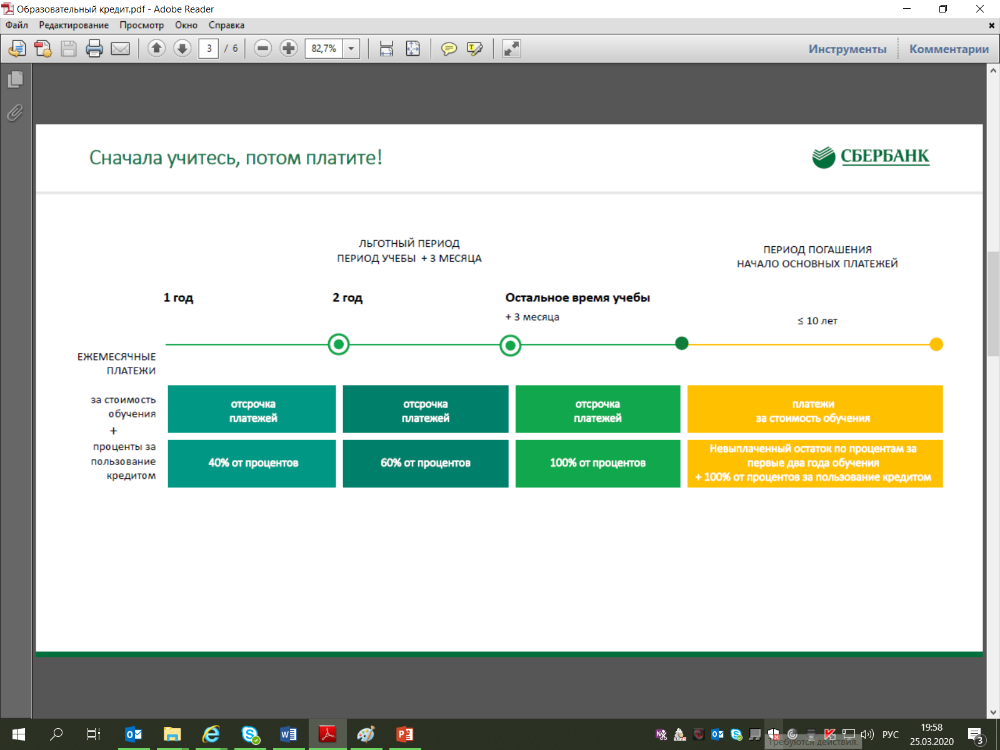 Образовательный кредит.pdf - Adobe Reader
Файл Редактирование Просмотр Окно Справка
3 / 6 82,7% Инструменты Комментарии
Сначала учитесь, потом платите!
СБЕРБАНК
ЛЬГОТНЫЙ ПЕРИОД
ПЕРИОД УЧЕБЫ + 3 МЕСЯЦА
ПЕРИОД ПОГАШЕНИЯ
НАЧАЛО ОСНОВНЫХ ПЛАТЕЖЕЙ
1 год
2 год
Остальное время учебы
+ 3 месяца
≤ 10 лет
ЕЖЕМЕСЯЧНЫЕ
ПЛАТЕЖИ
за стоимость
обучения
+
проценты за
пользование
кредитом
отсрочка
платежей
отсрочка
платежей
отсрочка
платежей
платежи
за стоимость обучения
40% от процентов
60% от процентов
100% от процентов
Невыплаченный остаток по процентам за
первые два года обучения
+ 100% от процентов за пользование кредитом
РУС
19:58
25.03.2020
3
Требуются действия.